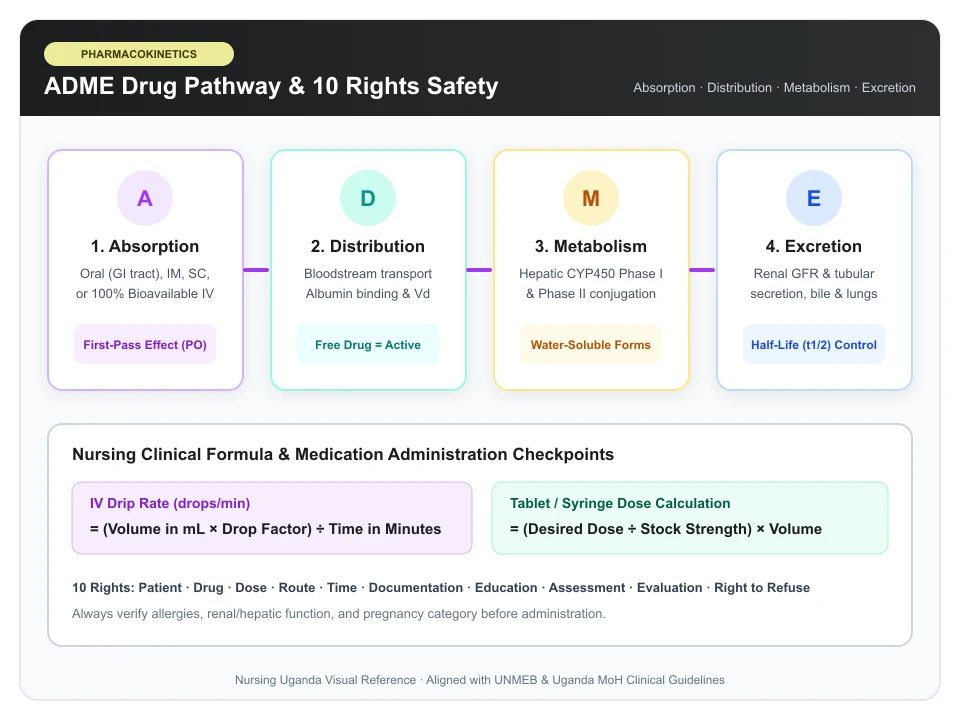 PHARMACOKINETICS
ADME Drug Pathway & 10 Rights Safety
Absorption · Distribution · Metabolism · Excretion
A
1. Absorption
Oral (GI tract), IM, SC,
or 100% Bioavailable IV
First-Pass Effect (PO)
D
2. Distribution
Bloodstream transport
Albumin binding & Vd
Free Drug = Active
M
3. Metabolism
Hepatic CYP450 Phase I
& Phase II conjugation
Water-Soluble Forms
E
4. Excretion
Renal GFR & tubular
secretion, bile & lungs
Half-Life (t1/2) Control
Nursing Clinical Formula & Medication Administration Checkpoints
IV Drip Rate (drops/min)
= (Volume in mL × Drop Factor) ÷ Time in Minutes
Tablet / Syringe Dose Calculation
= (Desired Dose ÷ Stock Strength) × Volume
10 Rights: Patient · Drug · Dose · Route · Time · Documentation · Education · Assessment · Evaluation · Right to Refuse
Always verify allergies, renal/hepatic function, and pregnancy category before administration.
Nursing Uganda Visual Reference · Aligned with UNMEB & Uganda MoH Clinical Guidelines